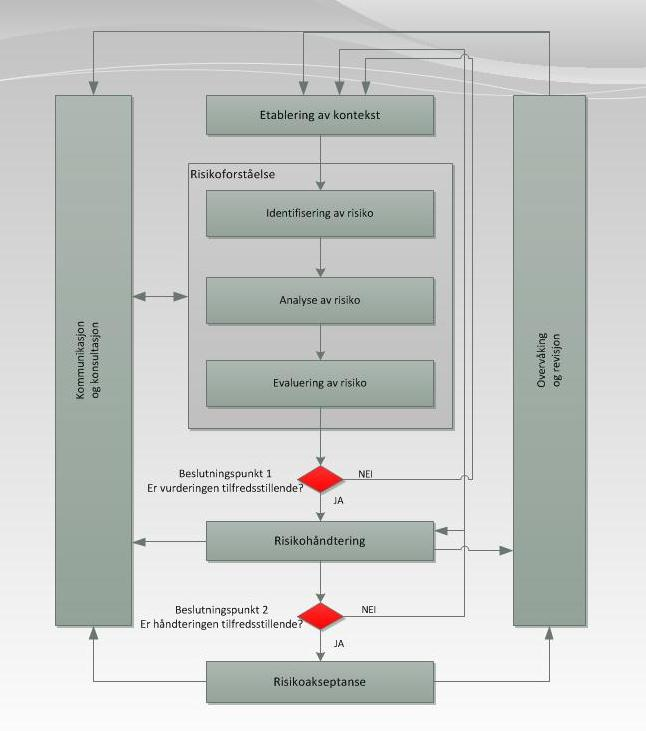 Etablering av kontekst
Risikoforståelse
Identifisering av risiko
Analyse av risiko
Evaluering av risiko
Kommunikasjon
og konsultasjon
Overvåking
og revisjon
Beslutningspunkt 1
Er vurderingen tilfredsstillende?
NEI
JA
Risikohåndtering
Beslutningspunkt 2
Er håndteringen tilfredsstillende?
NEI
JA
Risikoakseptanse